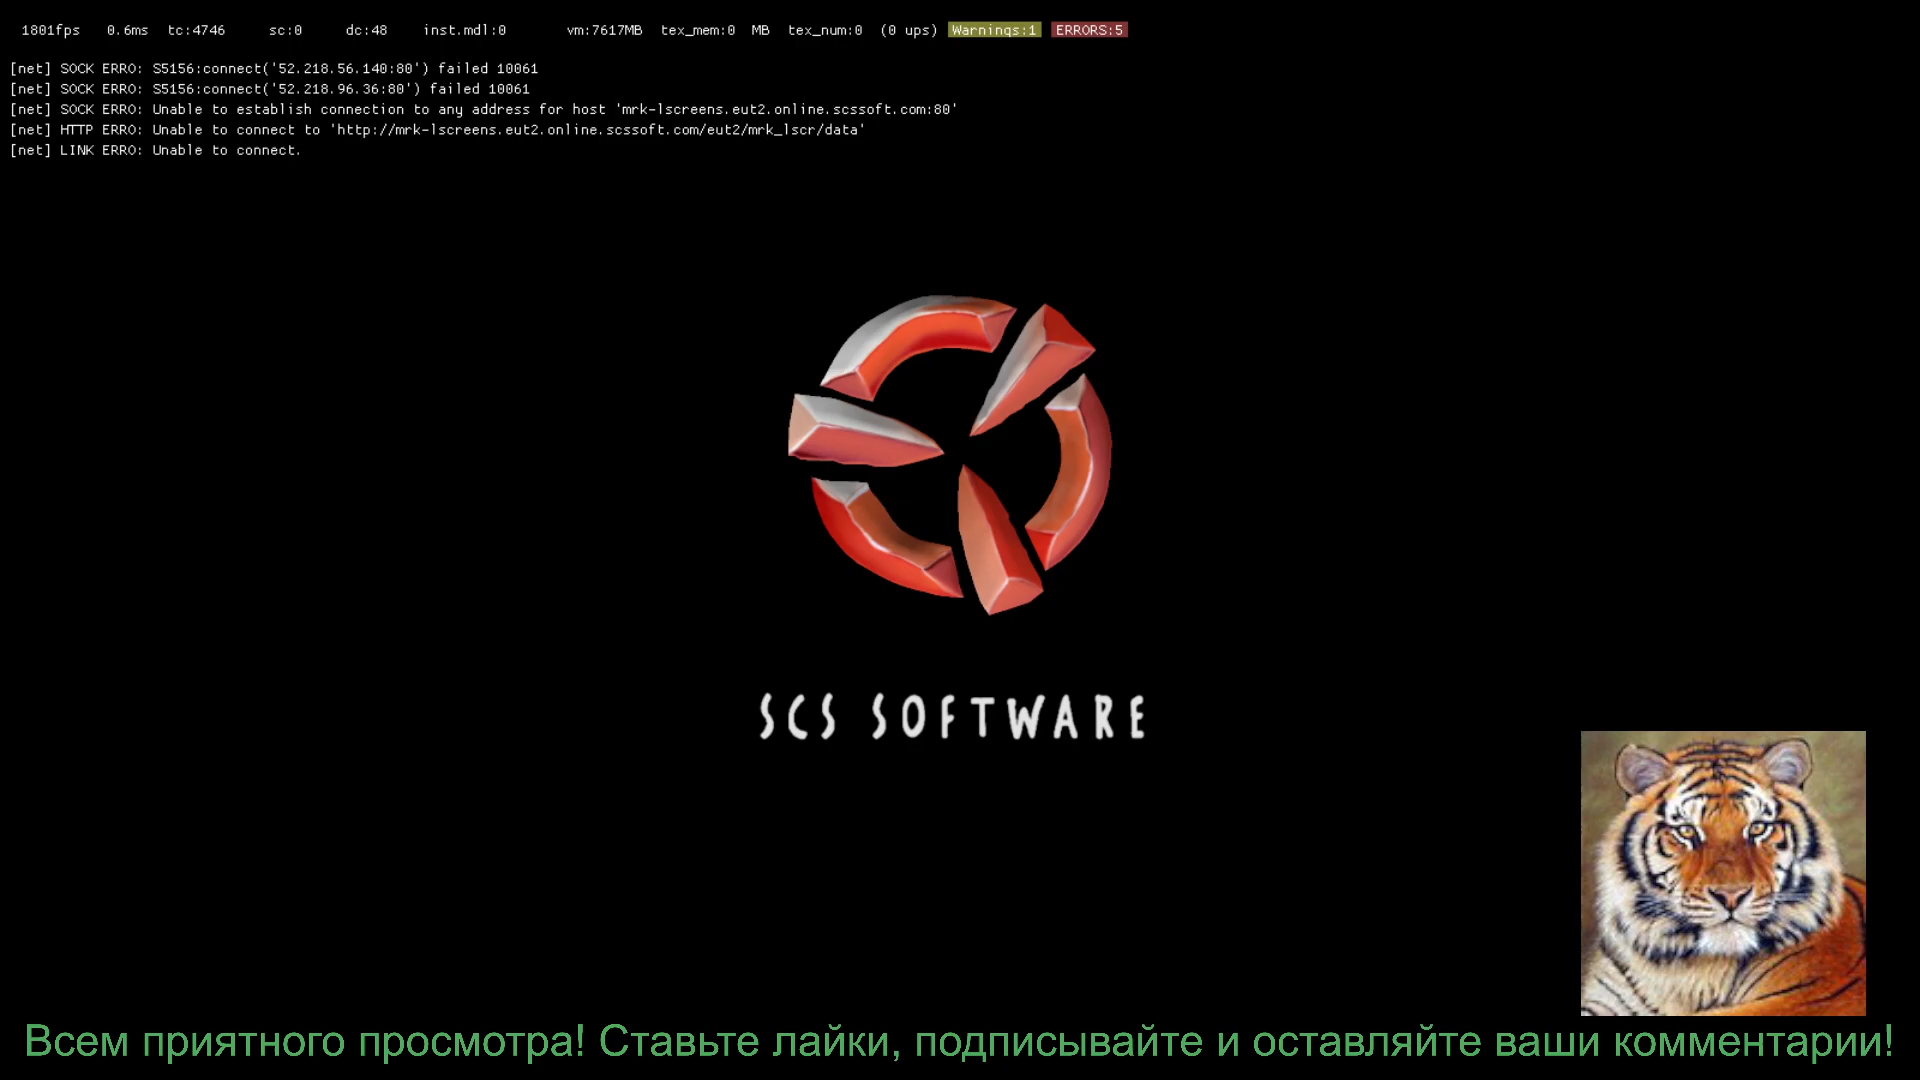 1801fps 0.6ms tc:4746 sc:0 dc:48 inst.mdl:0 vm:7617MB tex_mem:0 MB tex_num:0 (0 ups) Warnings:1 ERRORS:5
[net] SOCK ERRO: S5156:connect('52.218.56.140:80') failed 10061
[net] SOCK ERRO: S5156:connect('52.218.96.36:80') failed 10061
[net] SOCK ERRO: Unable to establish connection to any address for host 'mrk-lscreens.eut2.online.scssoft.com:80'
[net] HTTP ERRO: Unable to connect to 'http://mrk-lscreens.eut2.online.scssoft.com/eut2/mrk_lscr/data'
[net] LINK ERRO: Unable to connect.
SCS SOFTWARE
Всем приятного просмотра! Ставьте лайки, подписывайте и оставляйте ваши комментарии!